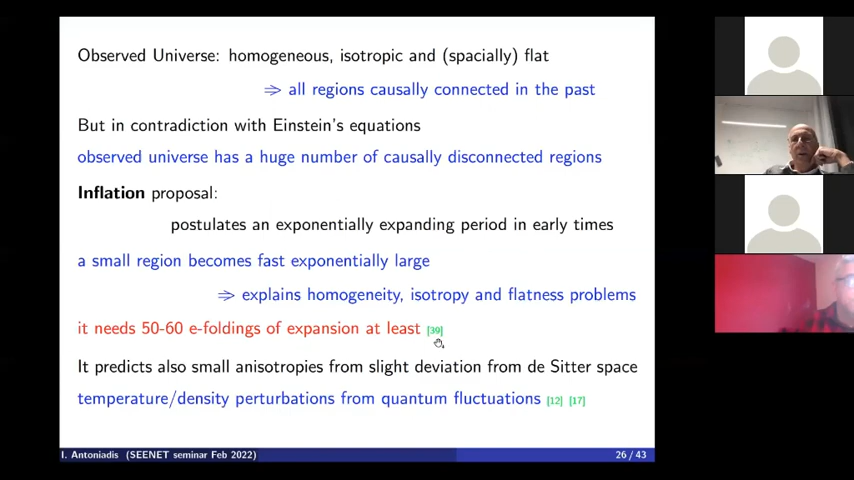 Observed Universe: homogeneous, isotropic and (spacially) flat
⇒ all regions causally connected in the past
But in contradiction with Einstein's equations
observed universe has a huge number of causally disconnected regions
Inflation proposal:
postulates an exponentially expanding period in early times
a small region becomes fast exponentially large
⇒ explains homogeneity, isotropy and flatness problems
it needs 50-60 e-foldings of expansion at least [39]
It predicts also small anisotropies from slight deviation from de Sitter space
temperature/density perturbations from quantum fluctuations [12] [17]
I. Antoniadis (SEENET seminar Feb 2022) 26 / 43